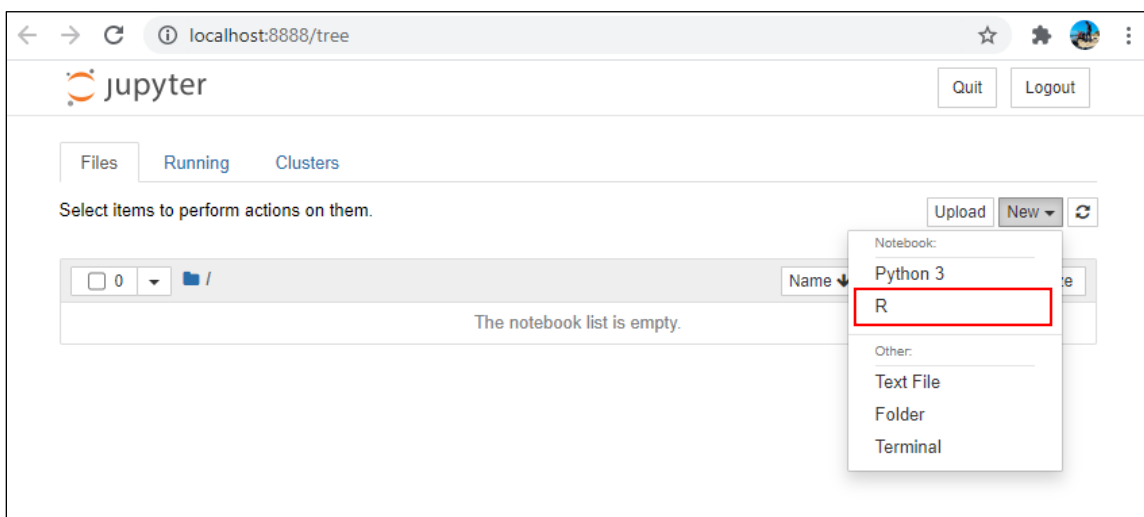 localhost:8888/tree
jupyter
Quit Logout
Files Running Clusters
Select items to perform actions on them.
Upload New
0 / Name
Notebook:
Python 3
R
The notebook list is empty.
Other:
Text File
Folder
Terminal